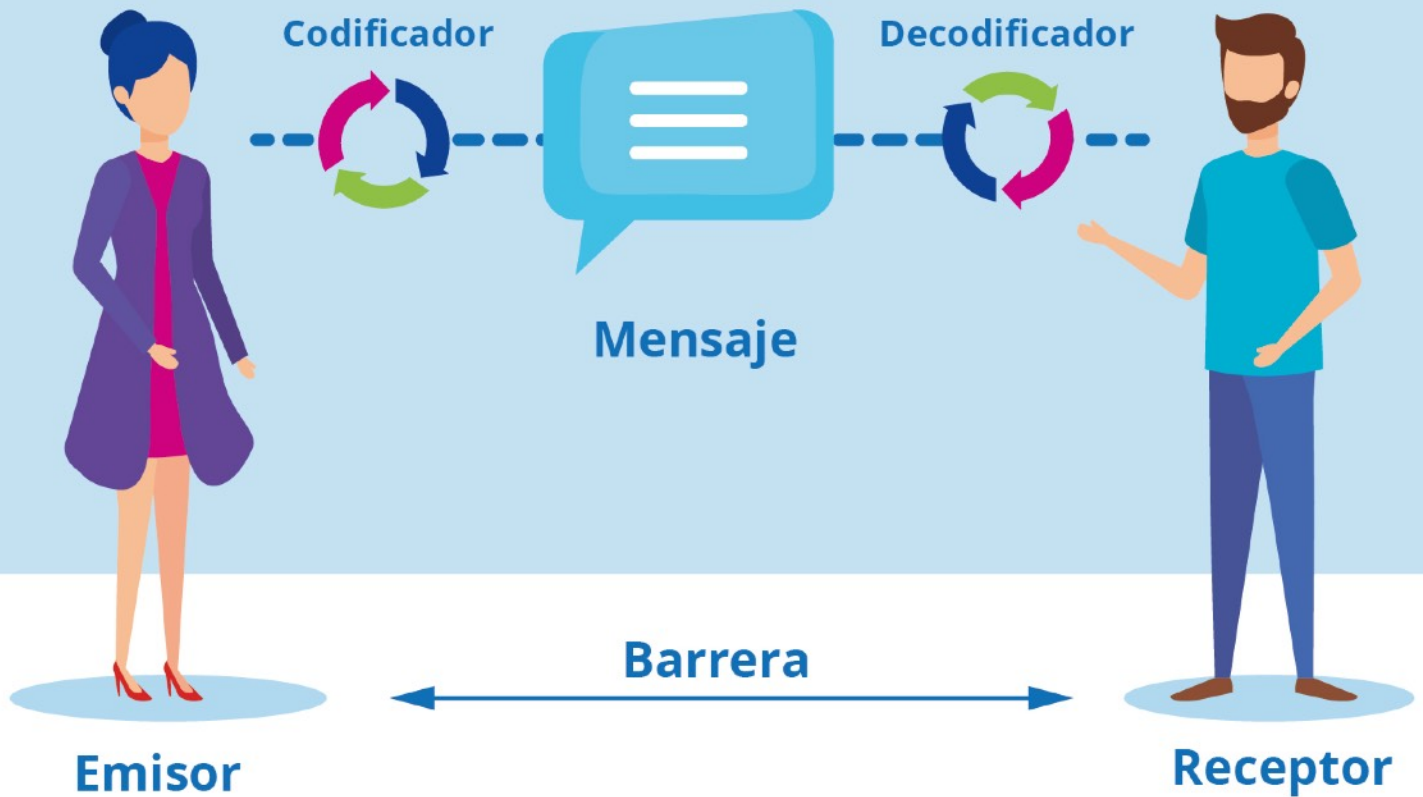 Codificador
Decodificador
Mensaje
Barrera
Emisor
Receptor